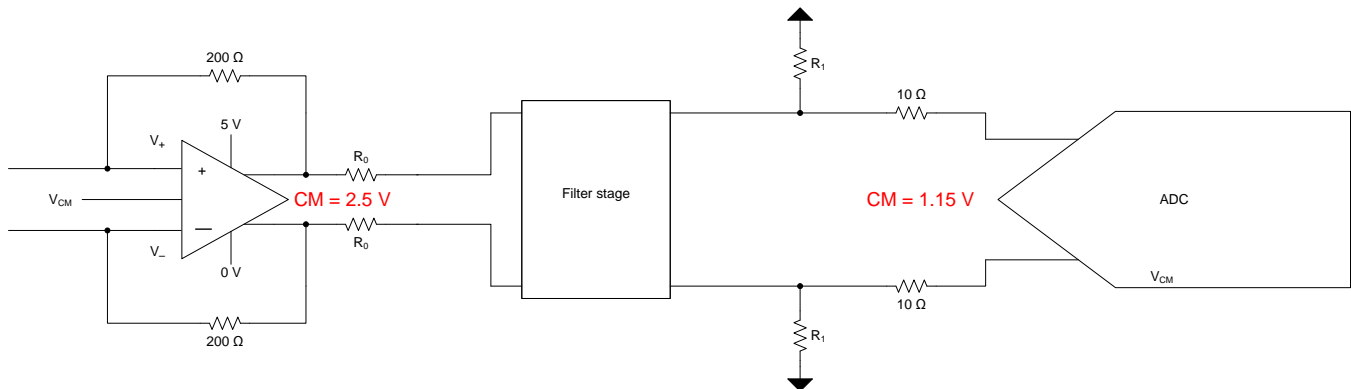 200 Ω
5 V
V+
+
VCM
CM = 2.5 V
–
V–
0 V
200 Ω
R0
R0
Filter stage
R1
10 Ω
CM = 1.15 V
10 Ω
R1
ADC
VCM